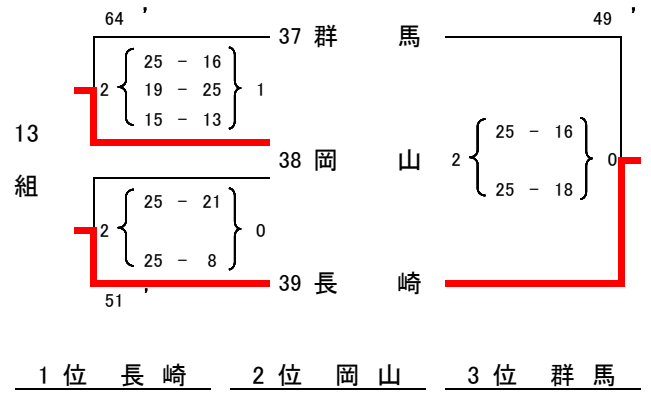 64 ’
49 ’
37 群 馬
25 - 16
2 19 - 25 1
15 - 13
13
組
38 岡 山
25 - 16
2 0
25 - 18
25 - 21
2 0
25 - 8
39 長 崎
51 ’
1 位 長 崎
2 位 岡 山
3 位 群 馬